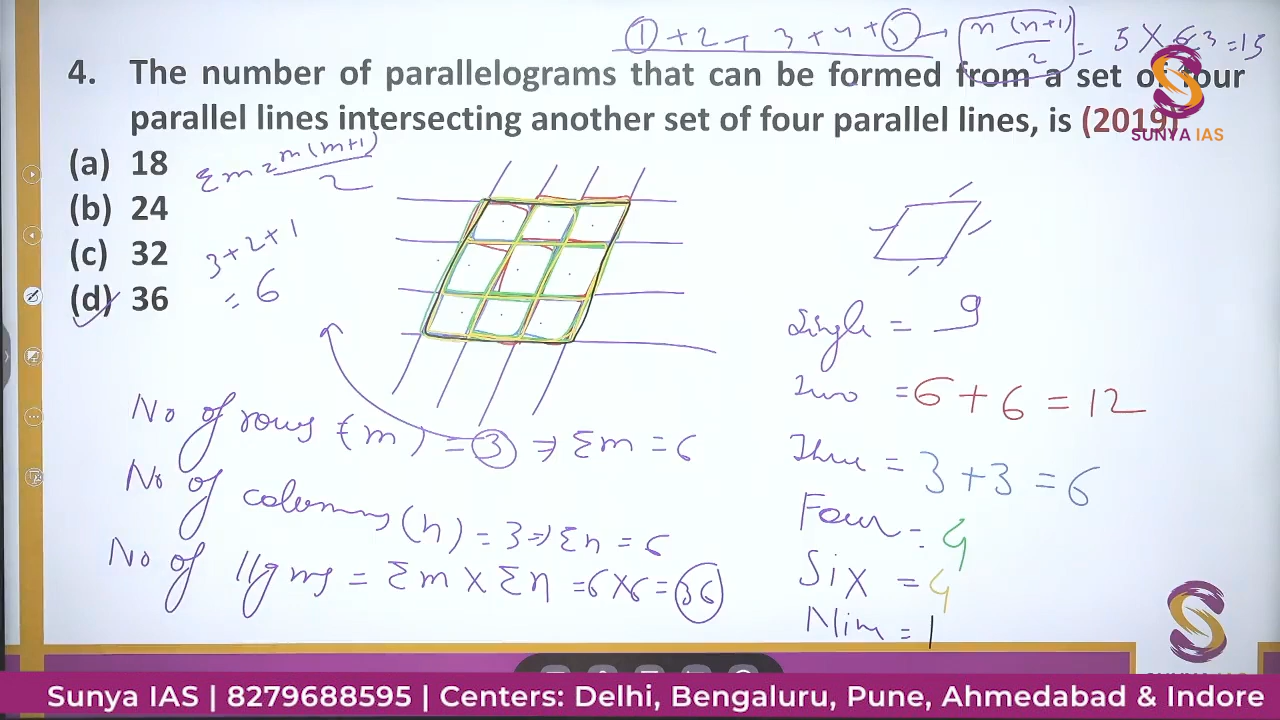 ①+2+3+4+⑤→ n(n+1)/2 = 5×63=15
4. The number of parallelograms that can be formed from a set of four
parallel lines intersecting another set of four parallel lines, is (2019)
SUNYA IAS
(a) 18
Σm = m(m+1)/2
(b) 24
(c) 32
3+2+1
= 6
(d) 36
Single = 9
Two = 6 + 6 = 12
Three = 3 + 3 = 6
Four = 4
Six = 4
Nine = 1
No of rows (m) = ③ ⇒ Σm = 6
No of columns (n) = 3 ⇒ Σn = 6
No of ||gms = Σm × Σn = 6×6 = 36
Sunya IAS | 8279688595 | Centers: Delhi, Bengaluru, Pune, Ahmedabad & Indore